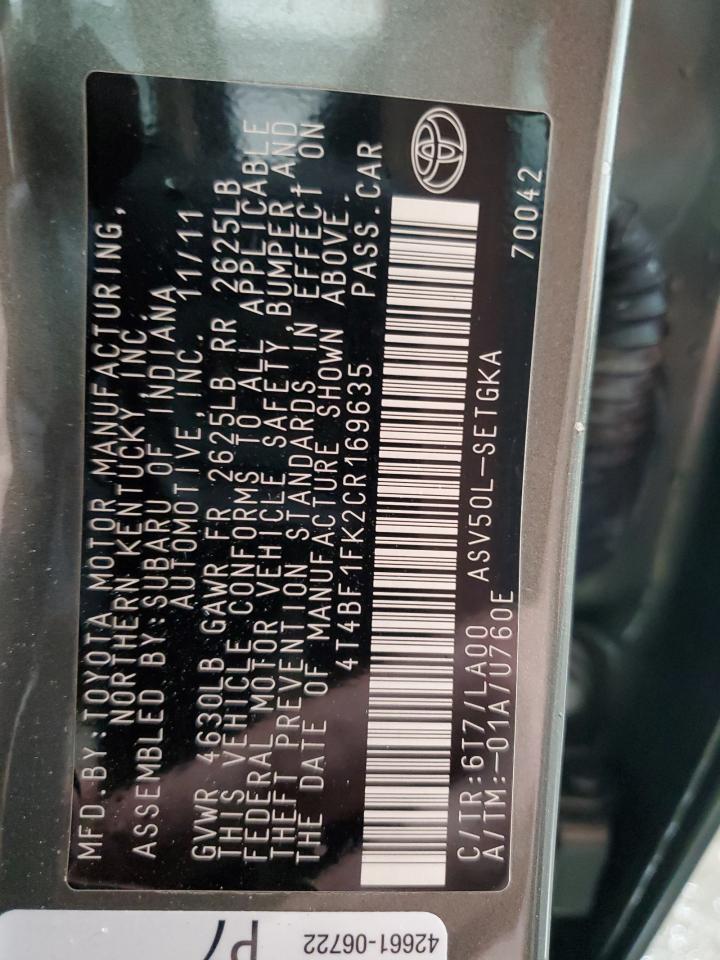 MFD.BY:TOYOTA MOTOR MANUFACTURING,
NORTHERN KENTUCKY INC.
ASSEMBLED BY:SUBARU OF INDIANA
AUTOMOTIVE,INC. 11/11
GVWR 4630LB GAWR FR 2625LB RR 2625LB
THIS VEHICLE CONFORMS TO ALL APPLICABLE
FEDERAL MOTOR VEHICLE SAFETY, BUMPER AND
THEFT PREVENTION STANDARDS IN EFFECT ON
THE DATE OF MANUFACTURE SHOWN ABOVE.
4T4BF1FK2CR169635 PASS.CAR
C/TR:6T7/LA00 ASV50L-SETGKA
A/TM:-01A/U760E 70042
42661-06722